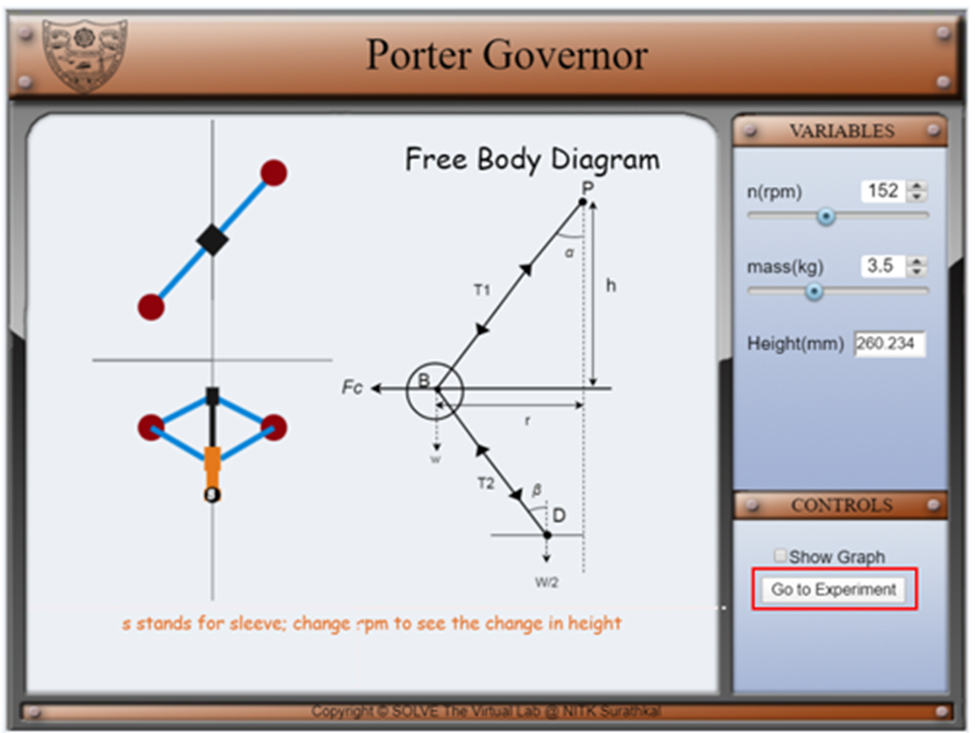 Porter Governor
Free Body Diagram
P
α
h
T1
Fc
B
r
w
T2
β
D
W/2
s
s stands for sleeve; change rpm to see the change in height
VARIABLES
n(rpm) 152
mass(kg) 3.5
Height(mm) 260.234
CONTROLS
Show Graph
Go to Experiment
Copyright © SOLVE The Virtual Lab @ NITK Surathkal